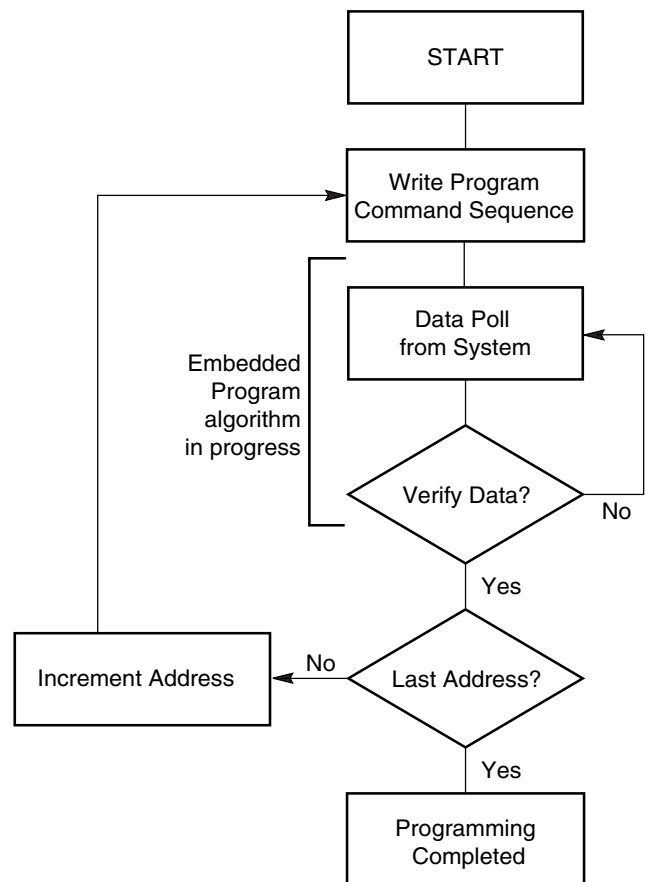 START
Write Program
Command Sequence
Data Poll
from System
Embedded
Program
algorithm
in progress
Verify Data?
No
Yes
No
Increment Address
Last Address?
Yes
Programming
Completed